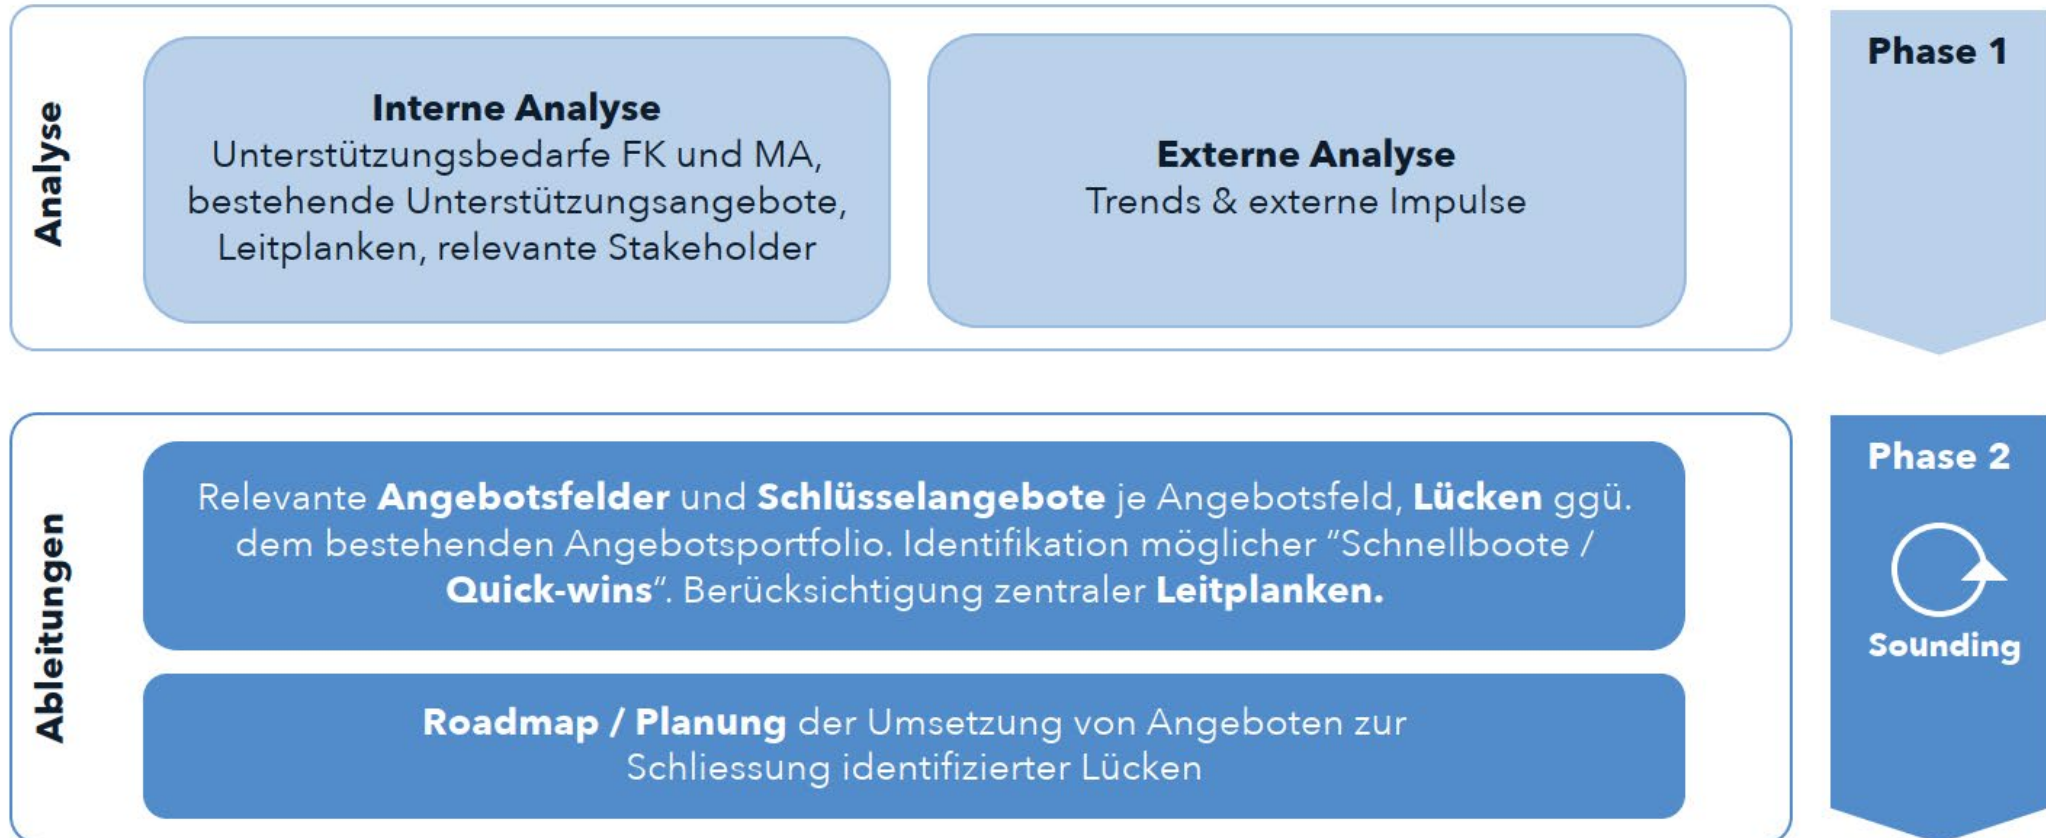 Analyse
Interne Analyse
Unterstützungsbedarfe FK und MA,
bestehende Unterstützungsangebote,
Leitplanken, relevante Stakeholder
Externe Analyse
Trends & externe Impulse
Phase 1
Ableitungen
Relevante Angebotsfelder und Schlüsselangebote je Angebotsfeld, Lücken ggü.
dem bestehenden Angebotsportfolio. Identifikation möglicher “Schnellboote /
Quick-wins“. Berücksichtigung zentraler Leitplanken.
Roadmap / Planung der Umsetzung von Angeboten zur
Schliessung identifizierter Lücken
Phase 2
Sounding